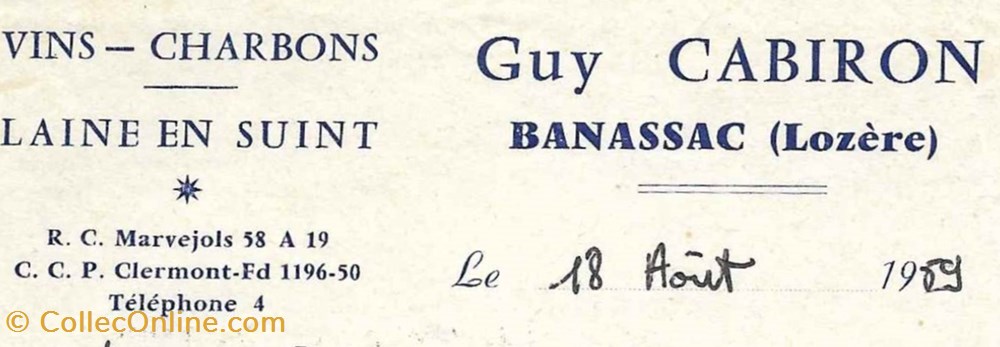 VINS — CHARBONS
LAINE EN SUINT
R. C. Marvejols 58 A 19
C. C. P. Clermont-Fd 1196-50
Téléphone 4
Guy CABIRON
BANASSAC (Lozère)
Le 18 Août 1959
© CollecOnline.com